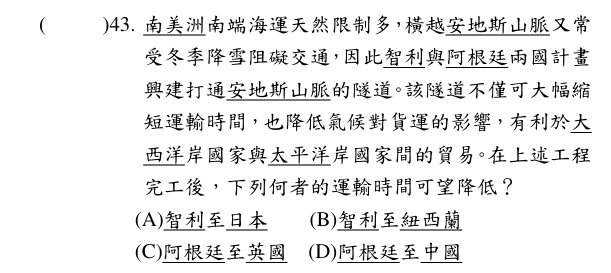 (　　)43. 南美洲南端海運天然限制多，橫越安地斯山脈又常
受冬季降雪阻礙交通，因此智利與阿根廷兩國計畫
興建打通安地斯山脈的隧道。該隧道不僅可大幅縮
短運輸時間，也降低氣候對貨運的影響，有利於大
西洋岸國家與太平洋岸國家間的貿易。在上述工程
完工後，下列何者的運輸時間可望降低？
(A)智利至日本　(B)智利至紐西蘭
(C)阿根廷至英國　(D)阿根廷至中國